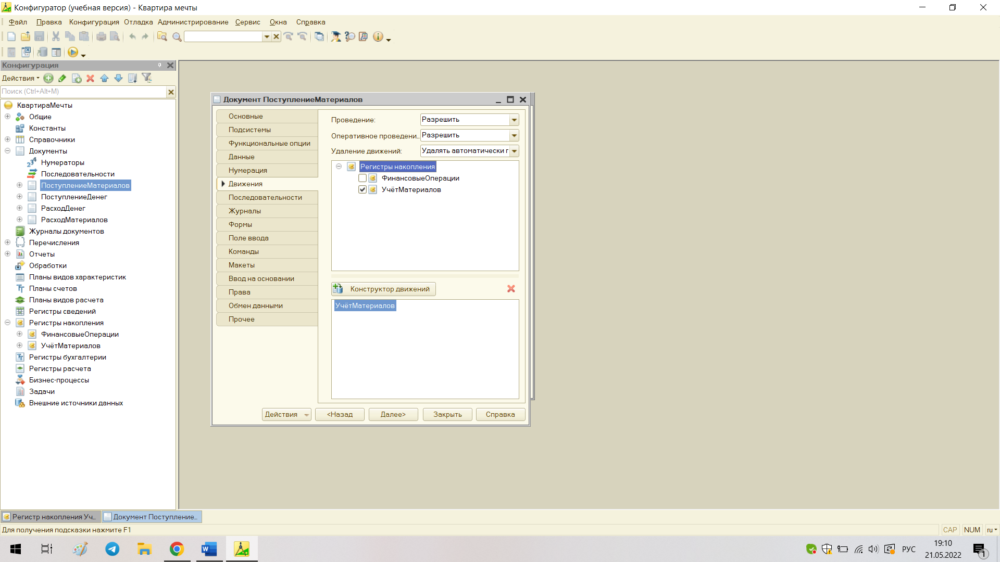 Конфигуратор (учебная версия) - Квартира мечты
Файл Правка Конфигурация Отладка Администрирование Сервис Окна Справка
Конфигурация
Действия
Поиск (Ctrl+Alt+M)
КвартираМечты
Общие
Константы
Справочники
Документы
Нумераторы
Последовательности
ПоступлениеМатериалов
ПоступлениеДенег
РасходДенег
РасходМатериалов
Журналы документов
Перечисления
Отчеты
Обработки
Планы видов характеристик
Планы счетов
Планы видов расчета
Регистры сведений
Регистры накопления
ФинансовыеОперации
УчётМатериалов
Регистры бухгалтерии
Регистры расчета
Бизнес-процессы
Задачи
Внешние источники данных
Документ ПоступлениеМатериалов
Основные
Подсистемы
Функциональные опции
Данные
Нумерация
Движения
Последовательности
Журналы
Формы
Поле ввода
Команды
Макеты
Ввод на основании
Права
Обмен данными
Прочее
Проведение: Разрешить
Оперативное проведени... Разрешить
Удаление движений: Удалять автоматически г
Регистры накопления
ФинансовыеОперации
УчётМатериалов
Конструктор движений
УчётМатериалов
Действия <Назад Далее> Закрыть Справка
Регистр накопления Уч... Документ Поступление...
Для получения подсказки нажмите F1
CAP NUM ru
РУС
19:10
21.05.2022
1